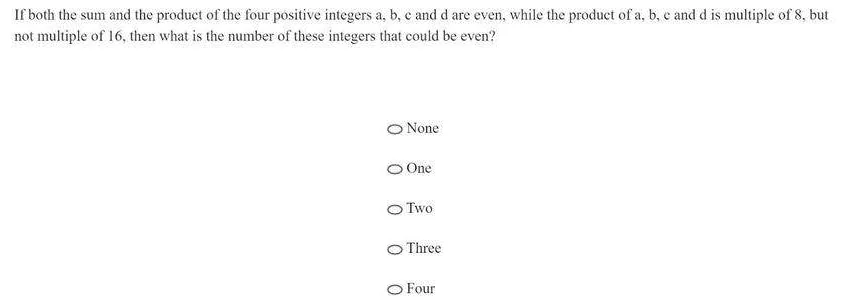 If both the sum and the product of the four positive integers a, b, c and d are even, while the product of a, b, c and d is multiple of 8, but
not multiple of 16, then what is the number of these integers that could be even?
None
One
Two
Three
Four